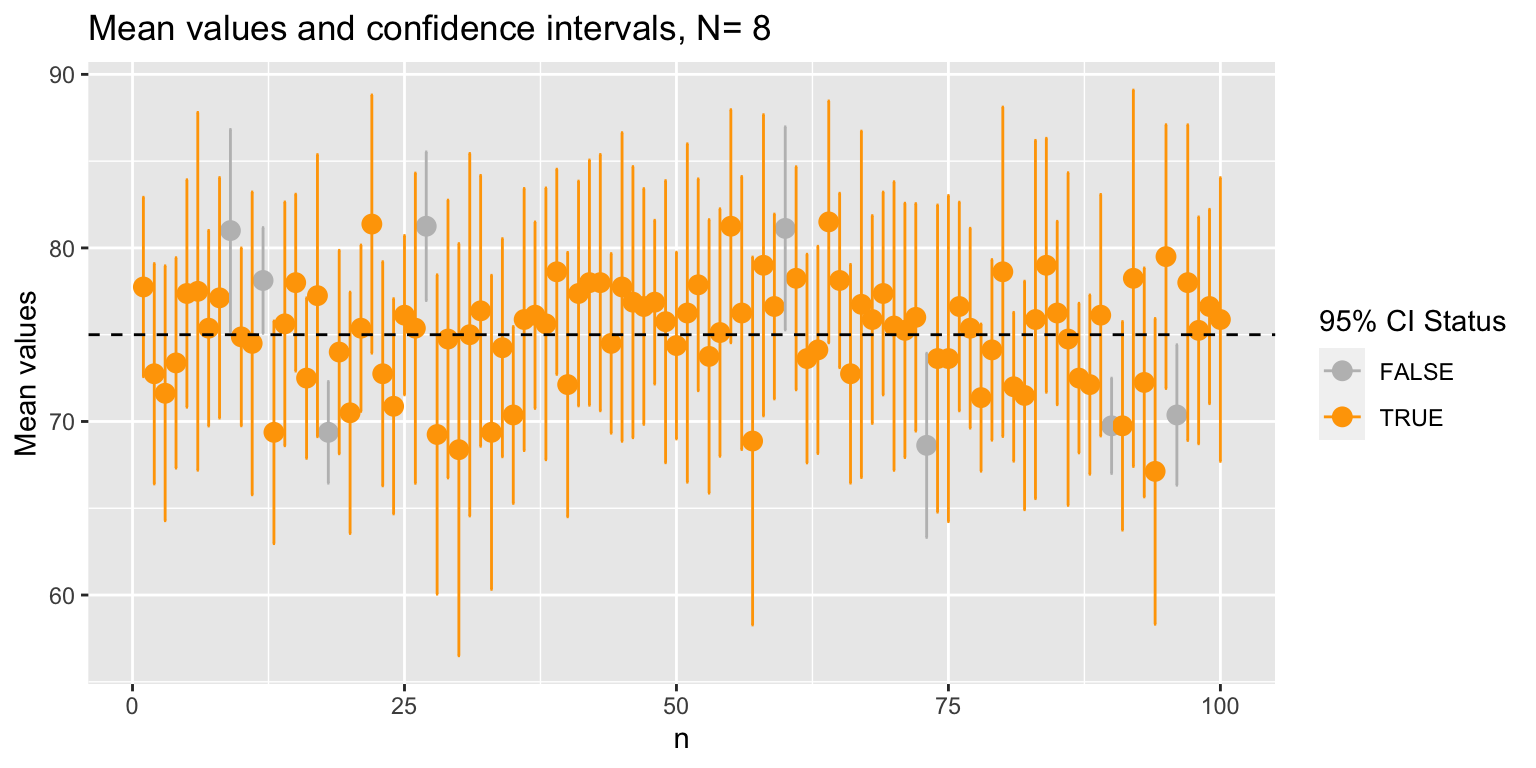 Mean values and confidence intervals, N= 8
90
80
70
60
Mean values
0 25 50 75 100
n
95% CI Status
FALSE
TRUE